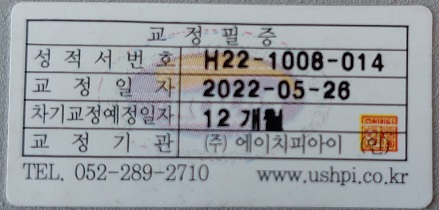 교 정 필 증
성 적 서 번 호 H22-1008-014
교 정 일 자 2022-05-26
차기교정예정일자 12 개월
교 정 기 관 (주) 에이치피아이 (인)
TEL. 052-289-2710 www.ushpi.co.kr